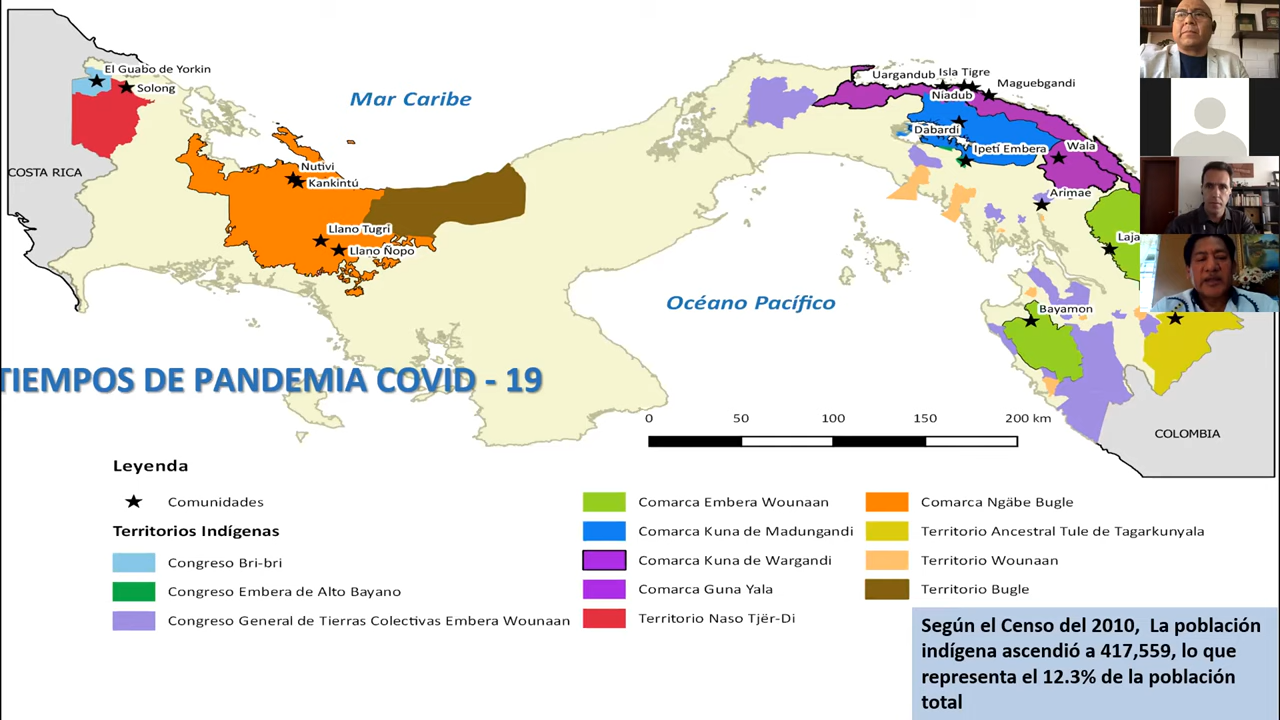 El Guabo de Yorkin
Solong
COSTA RICA
Mar Caribe
Nutivi
Kankintú
Llano Tugri
Llano Ñopo
Uargandub
Isla Tigre
Maguebgandi
Niadub
Dabardi
Ipetí Embera
Wala
Arimae
Laja
Océano Pacífico
Bayamon
TIEMPOS DE PANDEMIA COVID - 19
0 50 100 150 200 km
COLOMBIA
Leyenda
Comunidades
Territorios Indígenas
Congreso Bri-bri
Congreso Embera de Alto Bayano
Congreso General de Tierras Colectivas Embera Wounaan
Comarca Embera Wounaan
Comarca Kuna de Madungandi
Comarca Kuna de Wargandi
Comarca Guna Yala
Territorio Naso Tjër-Di
Comarca Ngäbe Bugle
Territorio Ancestral Tule de Tagarkunyala
Territorio Wounaan
Territorio Bugle
Según el Censo del 2010, La población
indígena ascendió a 417,559, lo que
representa el 12.3% de la población
total